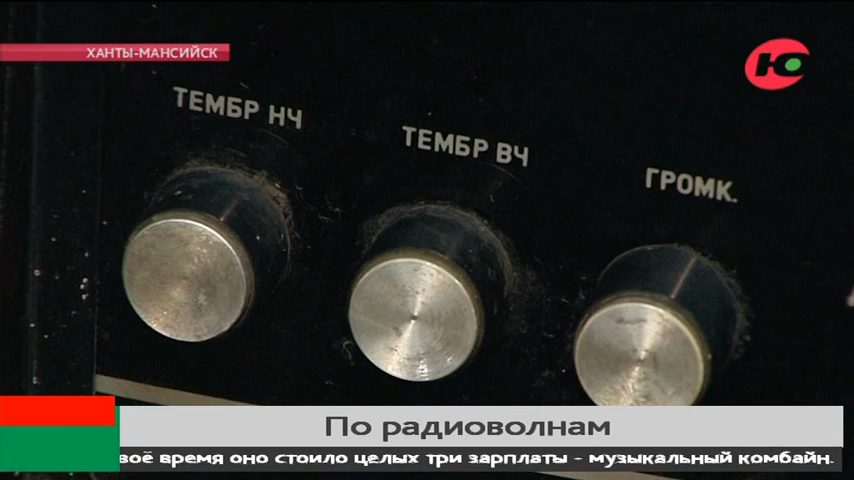 ХАНТЫ-МАНСИЙСК
Ю
ТЕМБР НЧ
ТЕМБР ВЧ
ГРОМК.
По радиоволнам
воё время оно стоило целых три зарплаты - музыкальный комбайн.